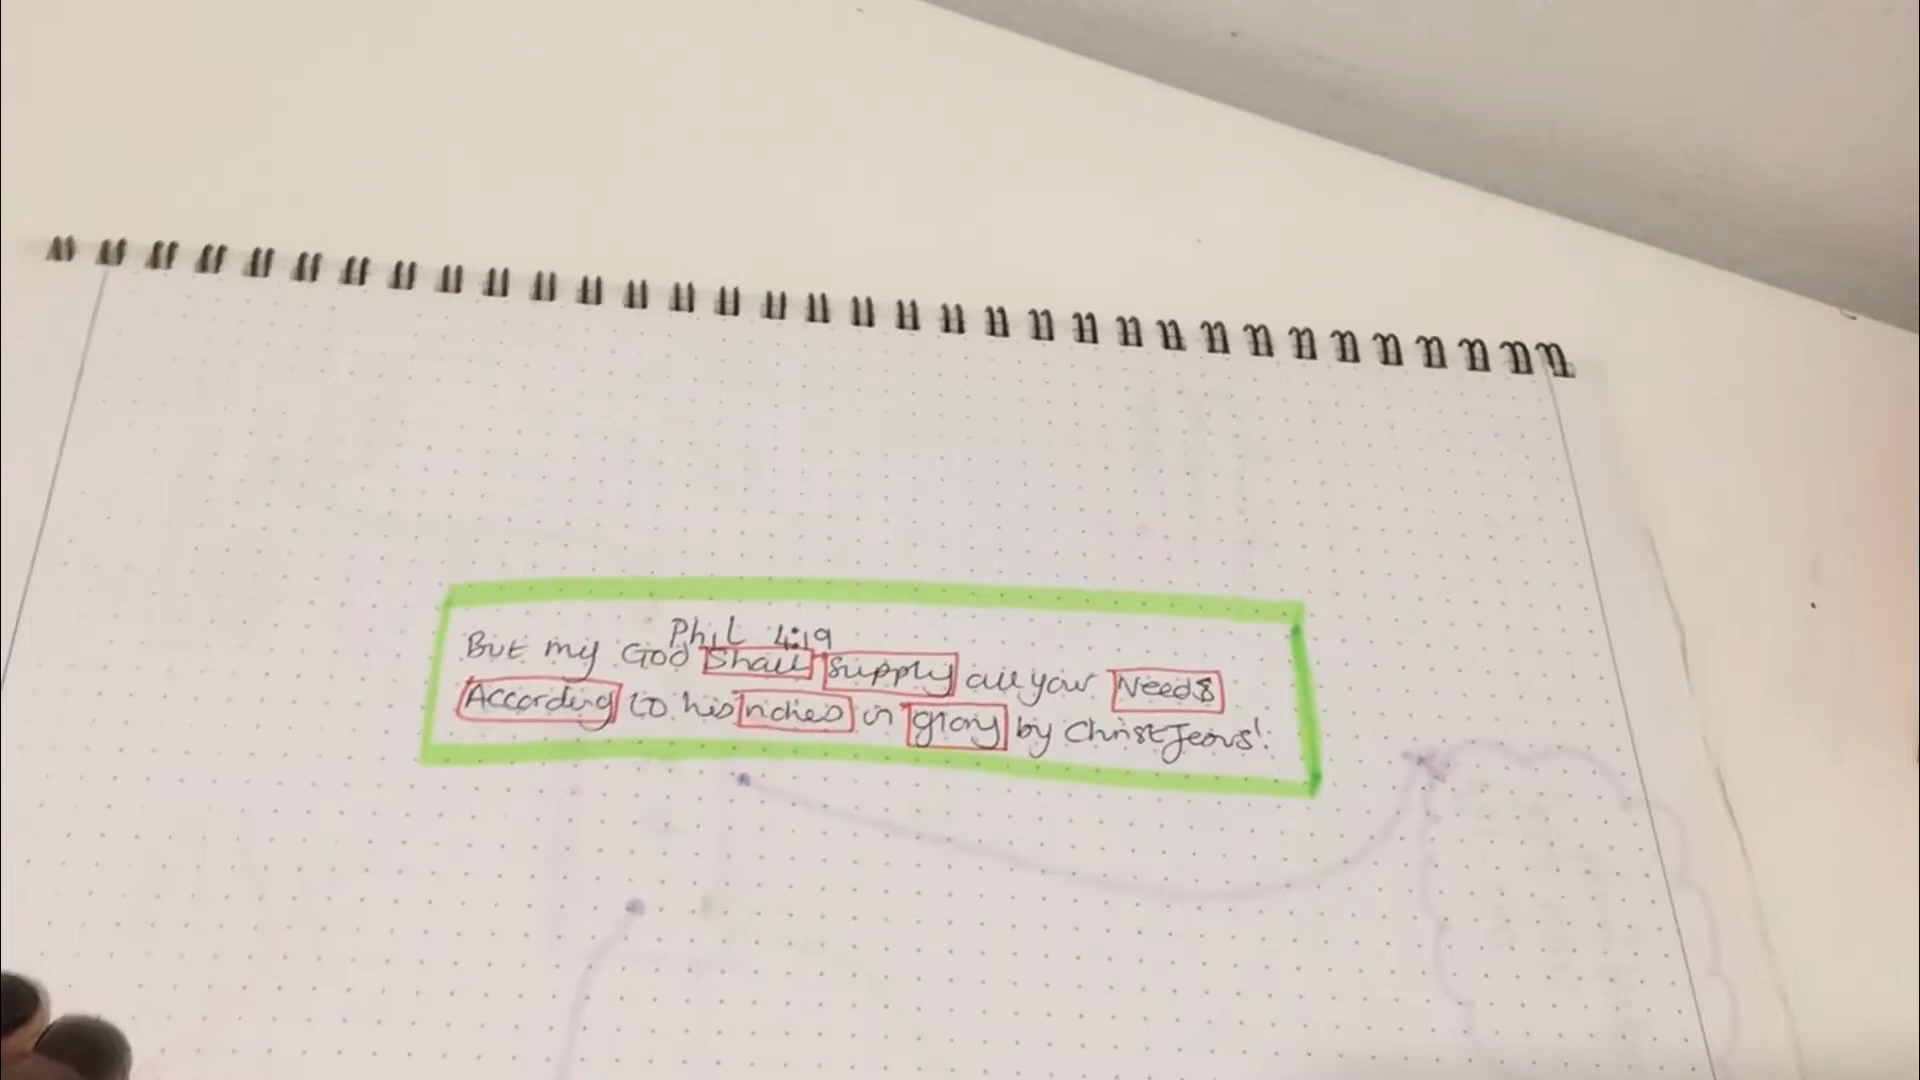 Phil 4:19
But my God shall supply all your Needs
According to his riches in glory by Christ Jesus!.